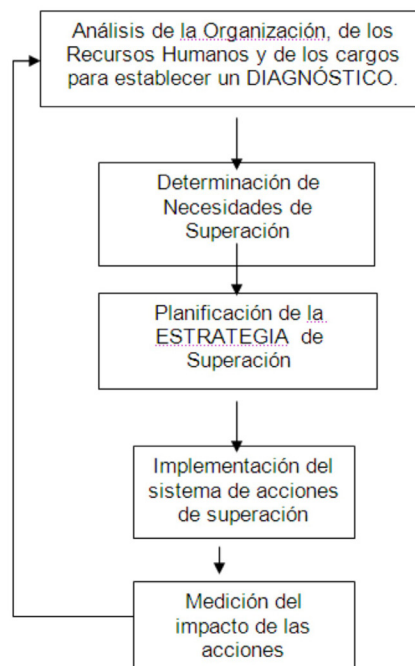 Análisis de la Organización, de los
Recursos Humanos y de los cargos
para establecer un DIAGNÓSTICO.
Determinación de
Necesidades de
Superación
Planificación de la
ESTRATEGIA de
Superación
Implementación del
sistema de acciones
de superación
Medición del
impacto de las
acciones